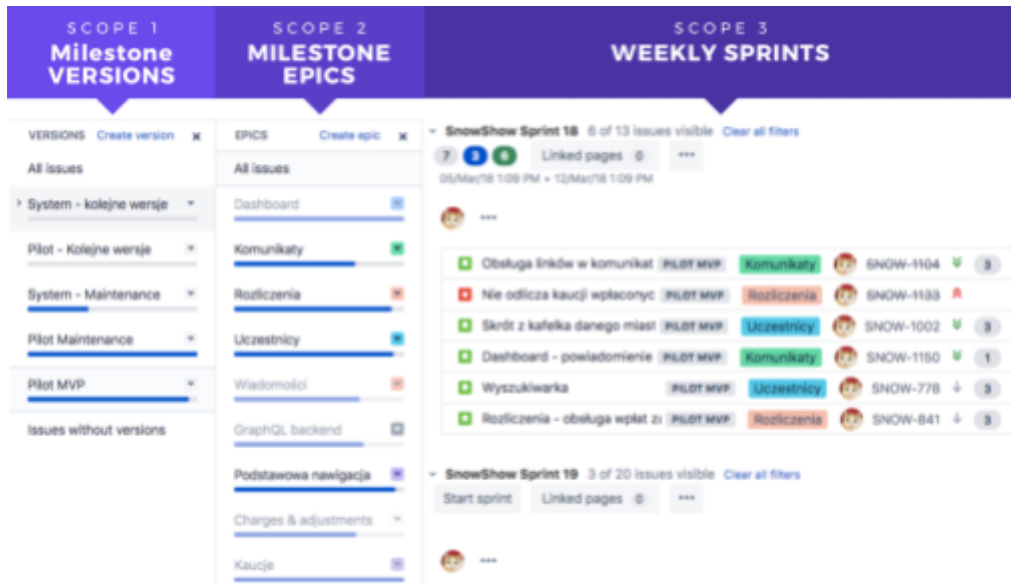 SCOPE 1
Milestone
VERSIONS
SCOPE 2
MILESTONE
EPICS
SCOPE 3
WEEKLY SPRINTS
VERSIONS Create version x
All issues
System - kolejne wersje
Pilot - Kolejne wersje
System - Maintenance
Pilot Maintenance
Pilot MVP
Issues without versions
EPICS Create epic x
All issues
Dashboard
Komunikaty
Rozliczenia
Uczestnicy
Wiadomości
GraphQL backend
Podstawowa nawigacja
Charges & adjustments
Kaucje
SnowShow Sprint 18 6 of 13 issues visible Clear all filters
7 3 6 Linked pages 0 ...
05/Mar/18 1:09 PM • 12/Mar/18 1:09 PM
...
Obsługa linków w komunikat PILOT MVP Komunikaty SNOW-1104 3
Nie odlicza kaucji wpłaconyc PILOT MVP Rozliczenia SNOW-1133
Skrót z kafelka danego miast PILOT MVP Uczestnicy SNOW-1002 3
Dashboard - powiadomienie PILOT MVP Komunikaty SNOW-1150 1
Wyszukiwarka PILOT MVP Uczestnicy SNOW-778 3
Rozliczenia - obsługa wpłat za PILOT MVP Rozliczenia SNOW-841 3
SnowShow Sprint 19 3 of 20 issues visible Clear all filters
Start sprint Linked pages 0 ...
...